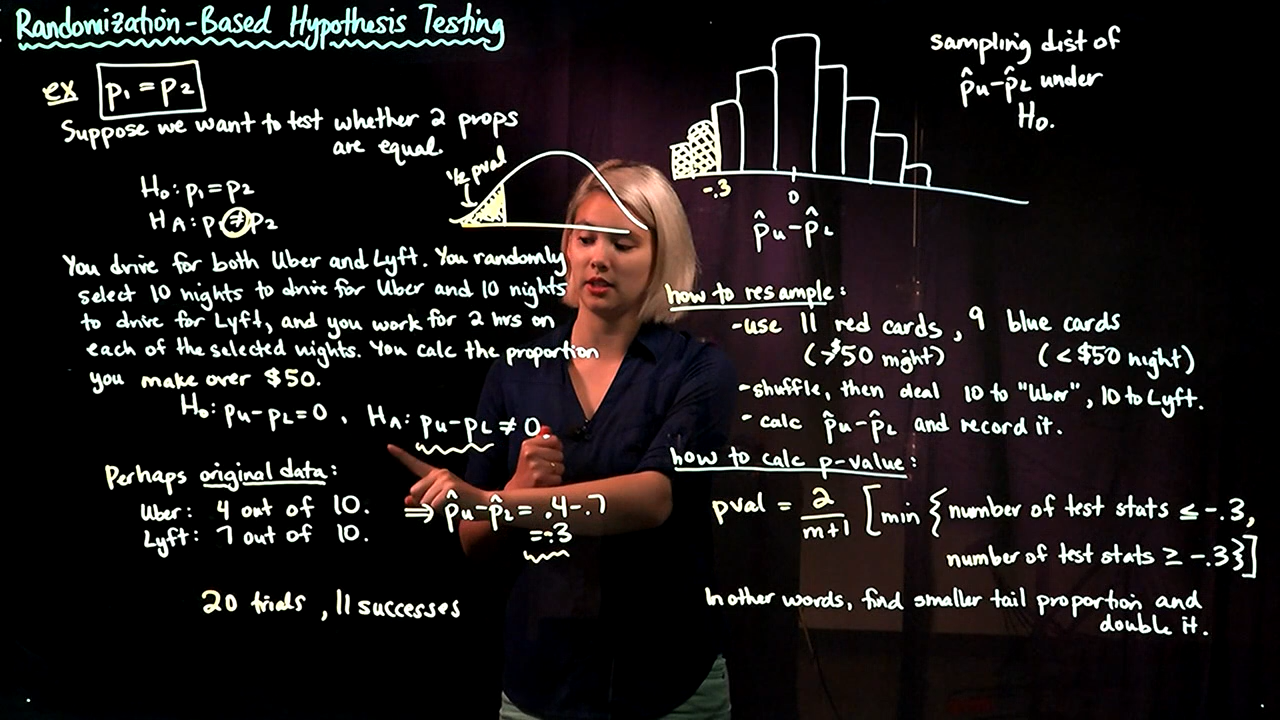 Randomization-Based Hypothesis Testing
ex p₁ = p₂
Suppose we want to test whether 2 props
are equal.
H₀: p₁ = p₂
HA: p₁ ≠ p₂
½ pval
You drive for both Uber and Lyft. You randomly
select 10 nights to drive for Uber and 10 nights
to drive for Lyft, and you work for 2 hrs on
each of the selected nights. You calc the proportion
you make over $50.
H₀: pu-pL=0, HA: pu-pL ≠ 0
Perhaps original data:
Uber: 4 out of 10.
Lyft: 7 out of 10.
⇒ p̂u-p̂L = .4-.7
=-.3
20 trials, 11 successes
sampling dist of
p̂u-p̂L under
H₀.
-.3
0
p̂u-p̂L
how to resample:
-use 11 red cards, 9 blue cards
(>$50 night) (<$50 night)
-shuffle, then deal 10 to "Uber", 10 to Lyft.
- calc p̂u-p̂L and record it.
how to calc p-value:
pval = 2/(m+1) [min {number of test stats ≤ -.3,
number of test stats ≥ -.3}]
In other words, find smaller tail proportion and
double it.